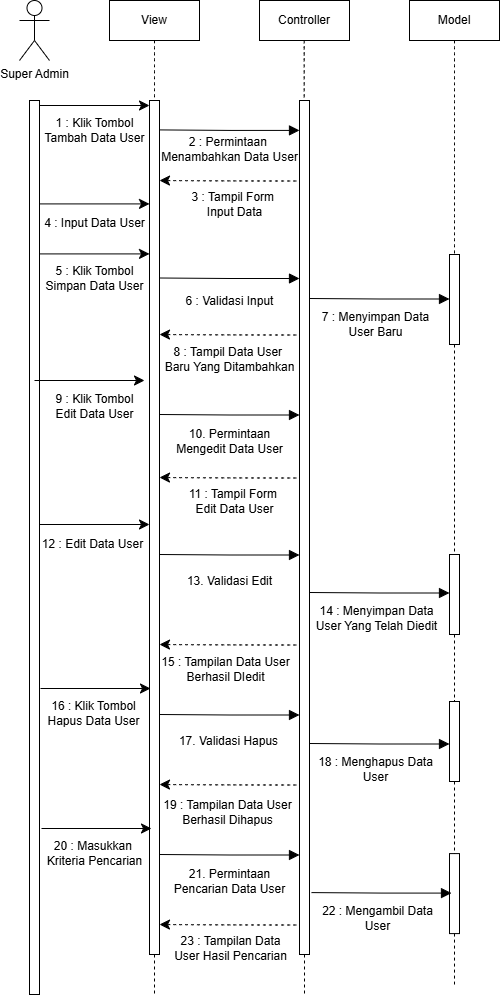 View
Controller
Model
Super Admin
1 : Klik Tombol
Tambah Data User
2 : Permintaan
Menambahkan Data User
3 : Tampil Form
Input Data
4 : Input Data User
5 : Klik Tombol
Simpan Data User
6 : Validasi Input
7 : Menyimpan Data
User Baru
8 : Tampil Data User
Baru Yang Ditambahkan
9 : Klik Tombol
Edit Data User
10. Permintaan
Mengedit Data User
11 : Tampil Form
Edit Data User
12 : Edit Data User
13. Validasi Edit
14 : Menyimpan Data
User Yang Telah Diedit
15 : Tampilan Data User
Berhasil DIedit
16 : Klik Tombol
Hapus Data User
17. Validasi Hapus
18 : Menghapus Data
User
19 : Tampilan Data User
Berhasil Dihapus
20 : Masukkan
Kriteria Pencarian
21. Permintaan
Pencarian Data User
22 : Mengambil Data
User
23 : Tampilan Data
User Hasil Pencarian